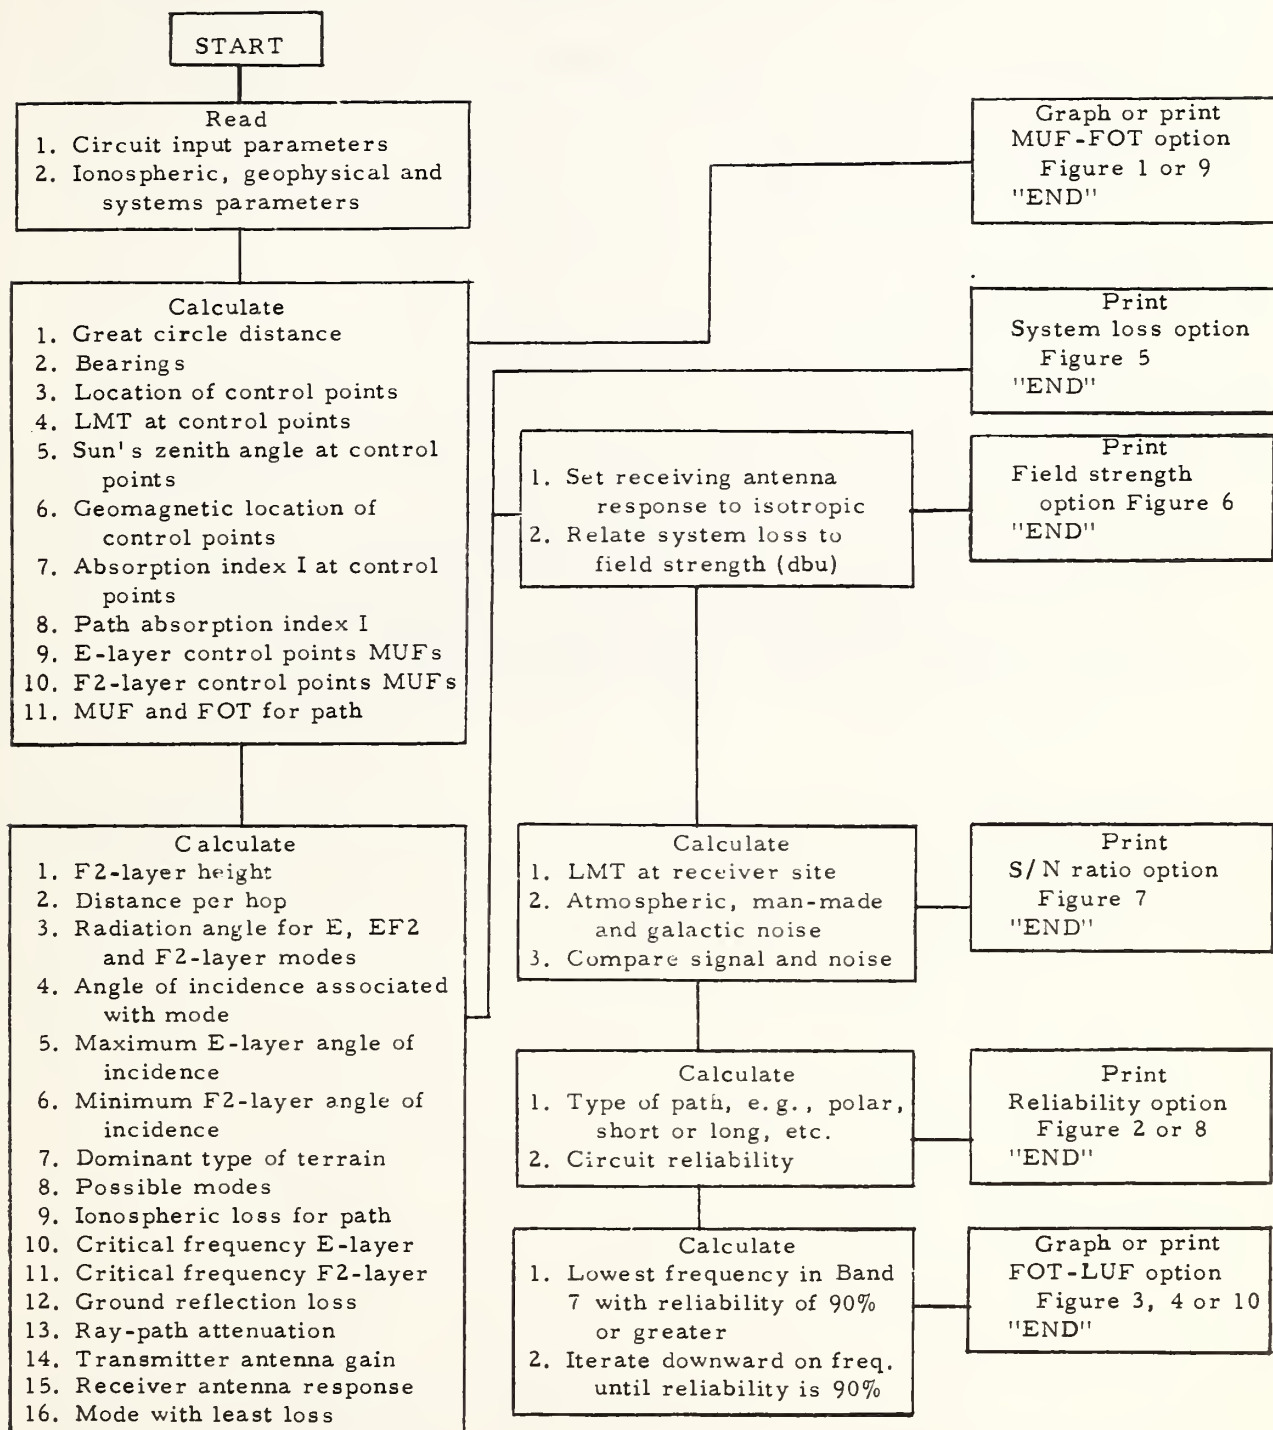 START
Read
1. Circuit input parameters
2. Ionospheric, geophysical and
systems parameters
Calculate
1. Great circle distance
2. Bearings
3. Location of control points
4. LMT at control points
5. Sun's zenith angle at control
points
6. Geomagnetic location of
control points
7. Absorption index I at control
points
8. Path absorption index I
9. E-layer control points MUFs
10. F2-layer control points MUFs
11. MUF and FOT for path
Calculate
1. F2-layer height
2. Distance per hop
3. Radiation angle for E, EF2
and F2-layer modes
4. Angle of incidence associated
with mode
5. Maximum E-layer angle of
incidence
6. Minimum F2-layer angle of
incidence
7. Dominant type of terrain
8. Possible modes
9. Ionospheric loss for path
10. Critical frequency E-layer
11. Critical frequency F2-layer
12. Ground reflection loss
13. Ray-path attenuation
14. Transmitter antenna gain
15. Receiver antenna response
16. Mode with least loss
1. Set receiving antenna
response to isotropic
2. Relate system loss to
field strength (dbu)
Calculate
1. LMT at receiver site
2. Atmospheric, man-made
and galactic noise
3. Compare signal and noise
Calculate
1. Type of path, e.g., polar,
short or long, etc.
2. Circuit reliability
Calculate
1. Lowest frequency in Band
7 with reliability of 90%
or greater
2. Iterate downward on freq.
until reliability is 90%
Graph or print
MUF-FOT option
Figure 1 or 9
"END"
Print
System loss option
Figure 5
"END"
Print
Field strength
option Figure 6
"END"
Print
S/N ratio option
Figure 7
"END"
Print
Reliability option
Figure 2 or 8
"END"
Graph or print
FOT-LUF option
Figure 3, 4 or 10
"END"